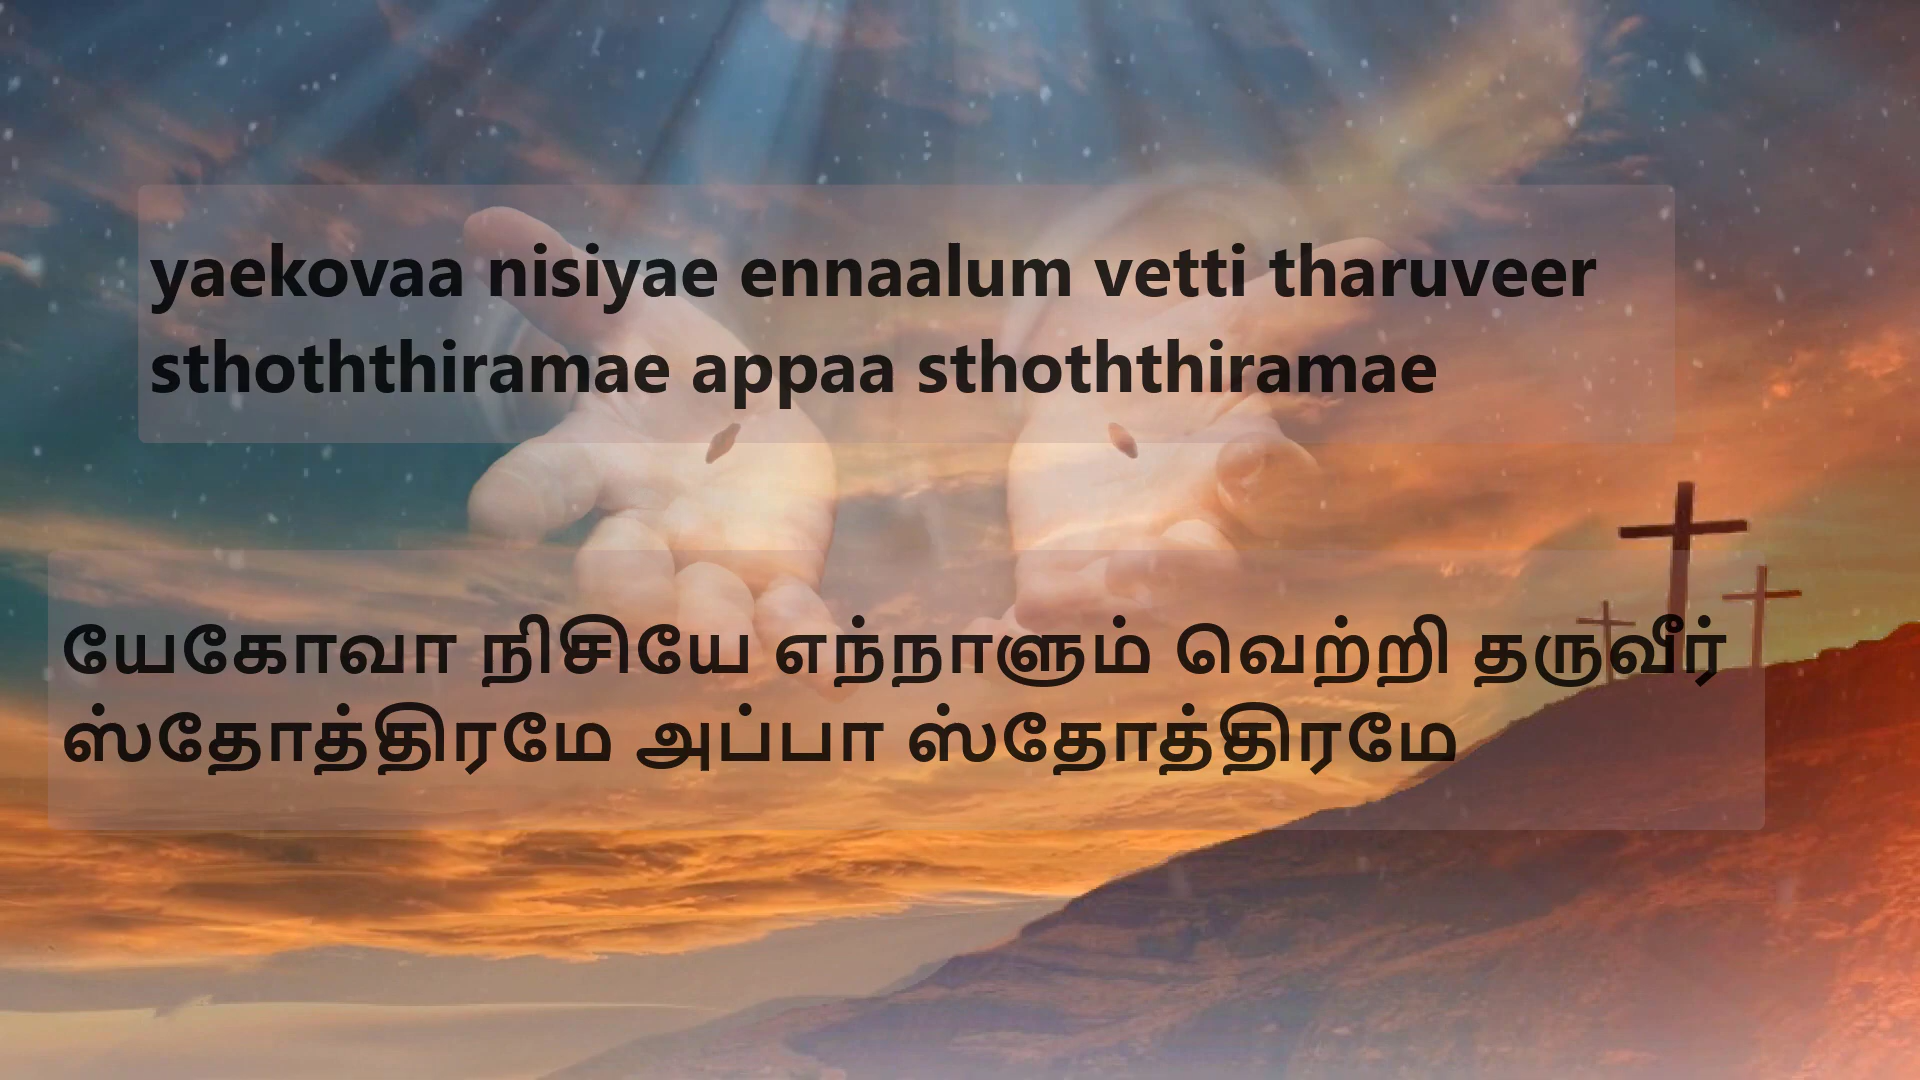 yaekovaa nisiyae ennaalum vetti tharuveer
sthoththiramae appaa sthoththiramae
யேகோவா நிசியே எந்நாளும் வெற்றி தருவீர்
ஸ்தோத்திரமே அப்பா ஸ்தோத்திரமே